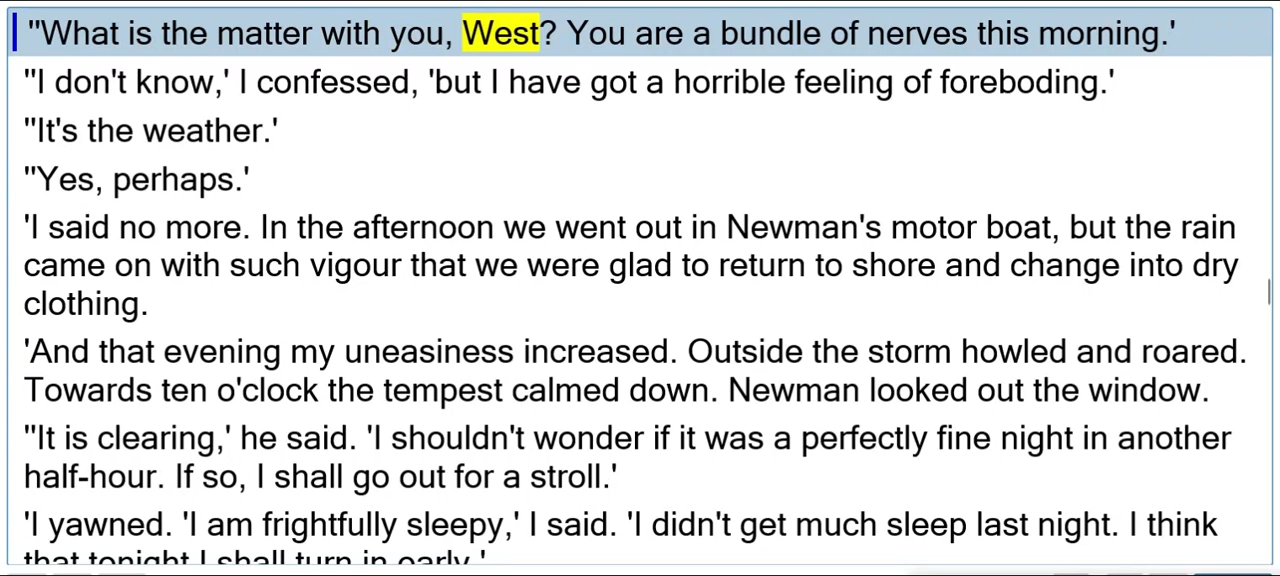 "What is the matter with you, West? You are a bundle of nerves this morning.'
"I don't know,' I confessed, 'but I have got a horrible feeling of foreboding.'
"It's the weather.'
"Yes, perhaps.'
'I said no more. In the afternoon we went out in Newman's motor boat, but the rain
came on with such vigour that we were glad to return to shore and change into dry
clothing.
'And that evening my uneasiness increased. Outside the storm howled and roared.
Towards ten o'clock the tempest calmed down. Newman looked out the window.
"It is clearing,' he said. 'I shouldn't wonder if it was a perfectly fine night in another
half-hour. If so, I shall go out for a stroll.'
'I yawned. 'I am frightfully sleepy,' I said. 'I didn't get much sleep last night. I think
that tonight I shall turn in early.'